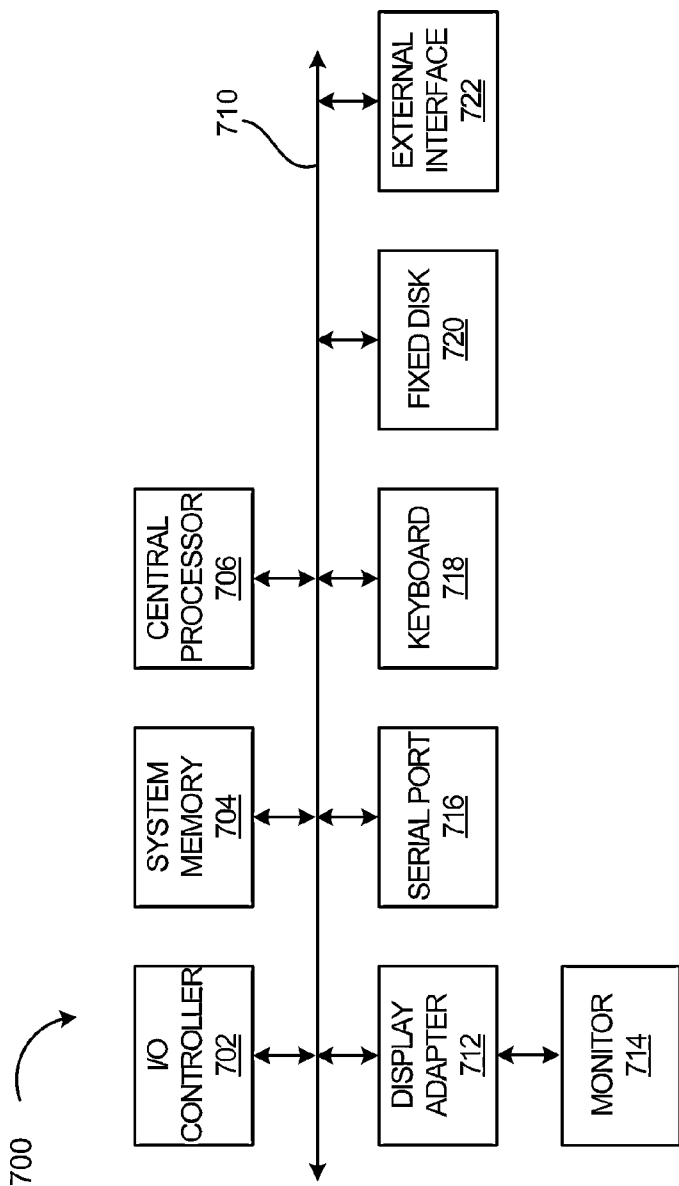 700
I/O
CONTROLLER
702
SYSTEM
MEMORY
704
CENTRAL
PROCESSOR
706
710
DISPLAY
ADAPTER
712
SERIAL PORT
716
KEYBOARD
718
FIXED DISK
720
EXTERNAL
INTERFACE
722
MONITOR
714